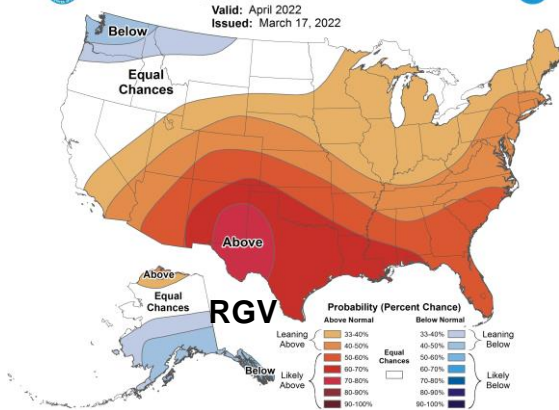 Valid: April 2022
Issued: March 17, 2022
Below
Equal
Chances
Above
Above
Equal
Chances
Below
RGV
Probability (Percent Chance)
Above Normal
Below Normal
Leaning
Above
33-40%
40-50%
Likely
Above
50-60%
60-70%
70-80%
80-90%
90-100%
Equal
Chances
33-40%
40-50%
Leaning
Below
50-60%
60-70%
70-80%
80-90%
90-100%
Likely
Below